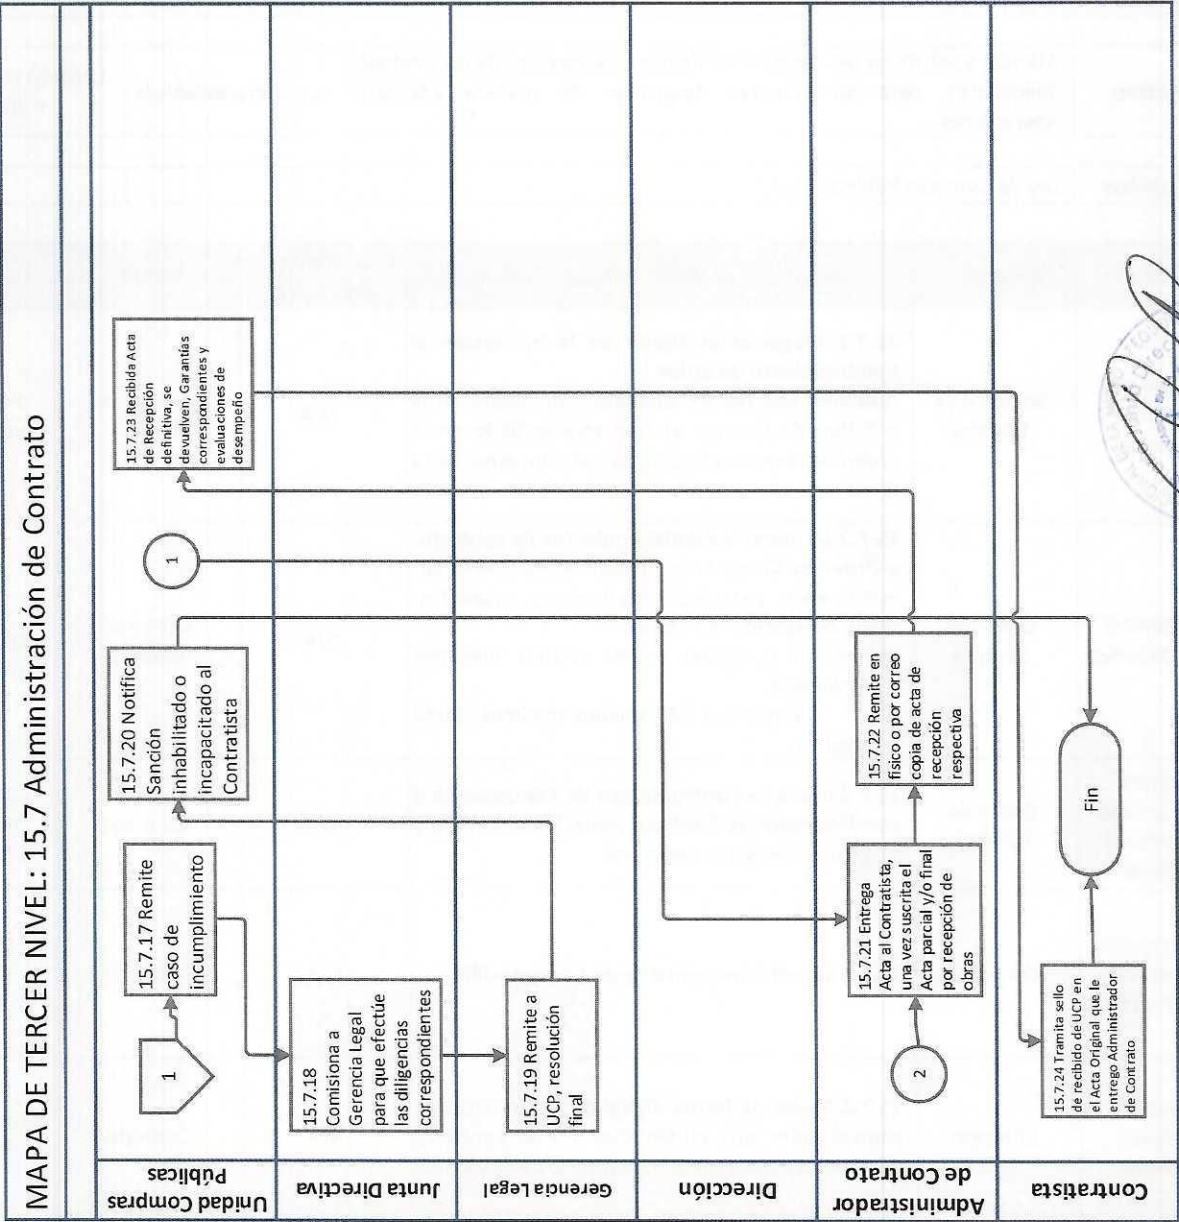 MAPA DE TERCER NIVEL: 15.7 Administración de Contrato
Unidad Compras
Públicas
1
15.7.17 Remite
caso de
incumplimiento
15.7.20 Notifica
Sanción
inhabilitado o
incapacitado al
Contratista
1
15.7.23 Recibida Acta
de Recepción
definitiva, se
devuelven, Garantías
correspondientes y
evaluaciones de
desempeño
Junta Directiva
15.7.18
Comisiona a
Gerencia Legal
para que efectúe
las diligencias
correspondientes
Gerencia Legal
15.7.19 Remite a
UCP, resolución
final
Dirección
Administrador
de Contrato
2
15.7.21 Entrega
Acta al Contratista,
una vez suscrita el
Acta parcial y/o final
por recepción de
obras
15.7.22 Remite en
físico o por correo
copia de acta de
recepción
respectiva
Contratista
15.7.24 Tramita sello
de recibido de UCP en
el Acta Original que le
entrego Administrador
de Contrato
Fin